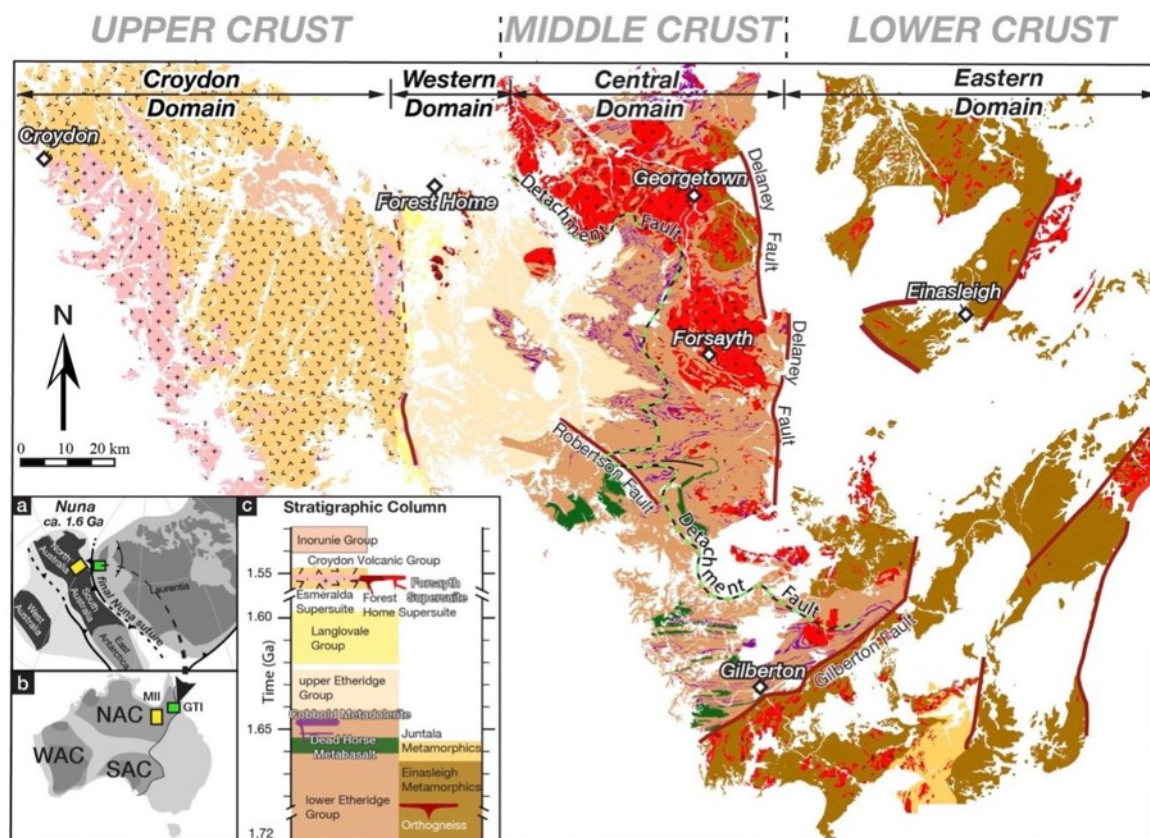 UPPER CRUST
MIDDLE CRUST
LOWER CRUST
Croydon
Domain
Western
Domain
Central
Domain
Eastern
Domain
Croydon
Forest Home
Georgetown
Detachment
Fault
Delaney
Fault
Einasleigh
Forsayth
Delaney
Fault
N
0 10 20 km
Robertson Fault
Detachment
Fault
Gilberton
Gilberton Fault
a
Nuna
ca. 1.6 Ga
North
Australia
Laurentia
final Nuna suture
South
Australia
West
Australia
East
Antarctica
b
MII
GTI
NAC
WAC
SAC
c
Stratigraphic Column
Time (Ga)
Inorunie Group
Croydon Volcanic Group
1.55
Forsayth
Supersuite
Esmeralda
Supersuite
Forest
Home Supersuite
1.60
Langlovale
Group
upper Etheridge
Group
Cobbold Metadolerite
1.65
Dead Horse
Metabasalt
Juntala
Metamorphics
Einasleigh
Metamorphics
lower Etheridge
Group
Orthogneiss
1.72